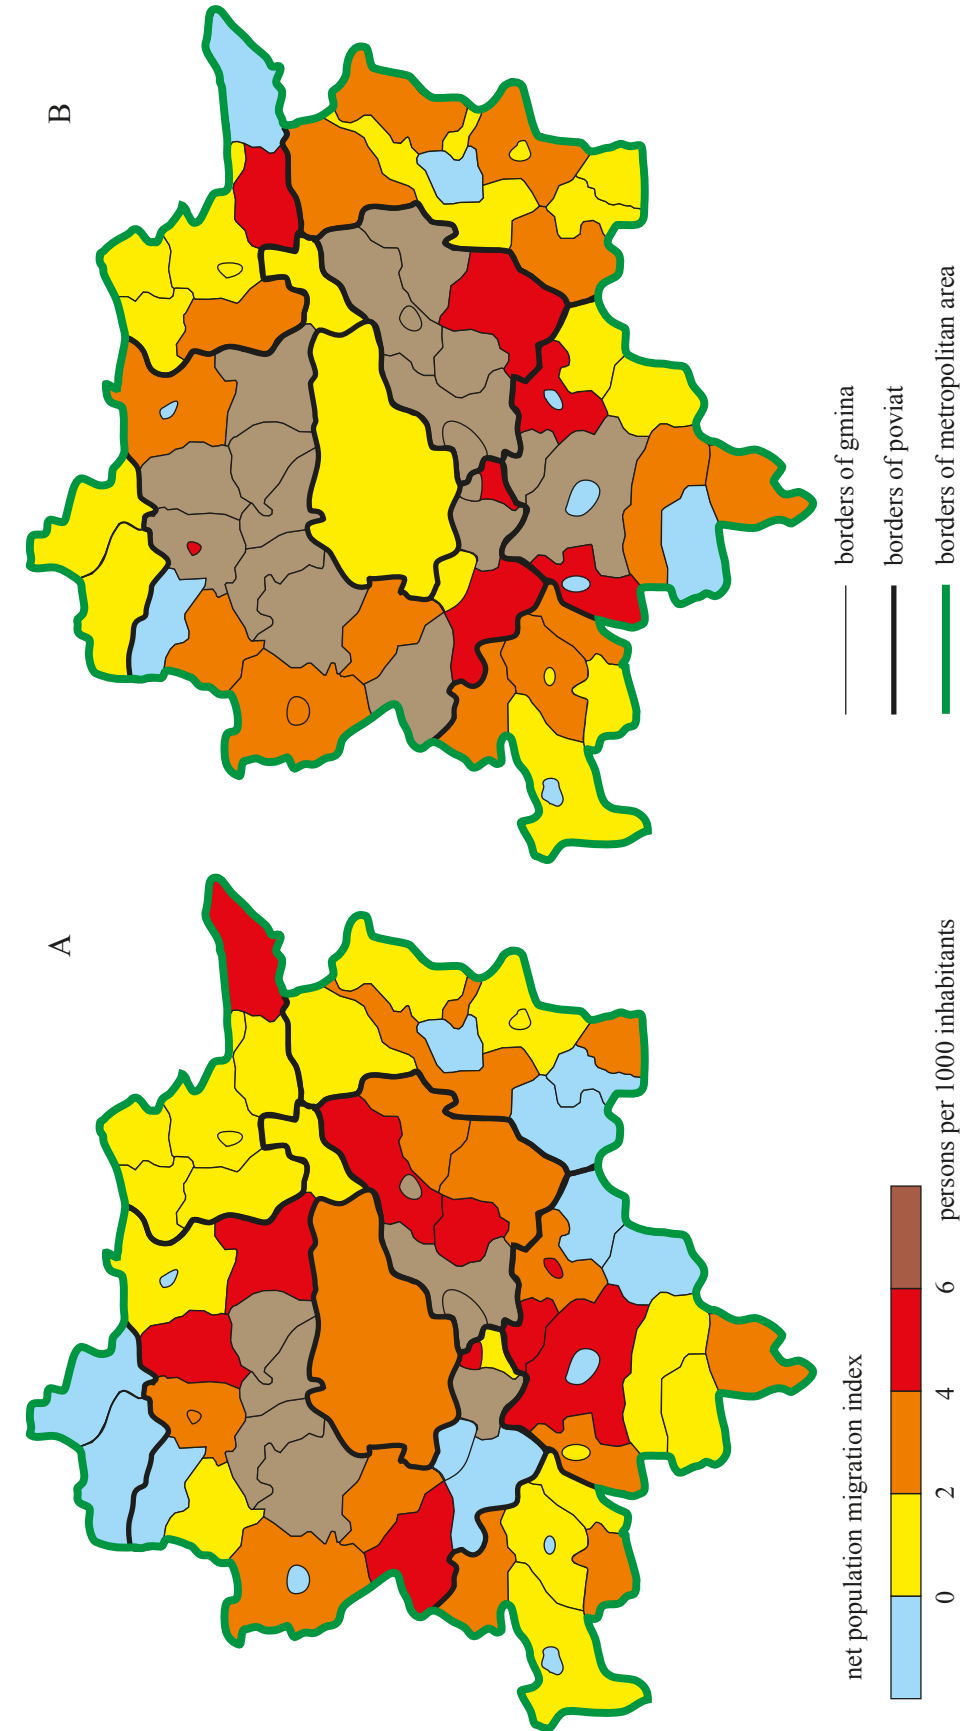 A
B
net population migration index
0 2 4 6 persons per 1000 inhabitants
borders of gmina
borders of poviat
borders of metropolitan area